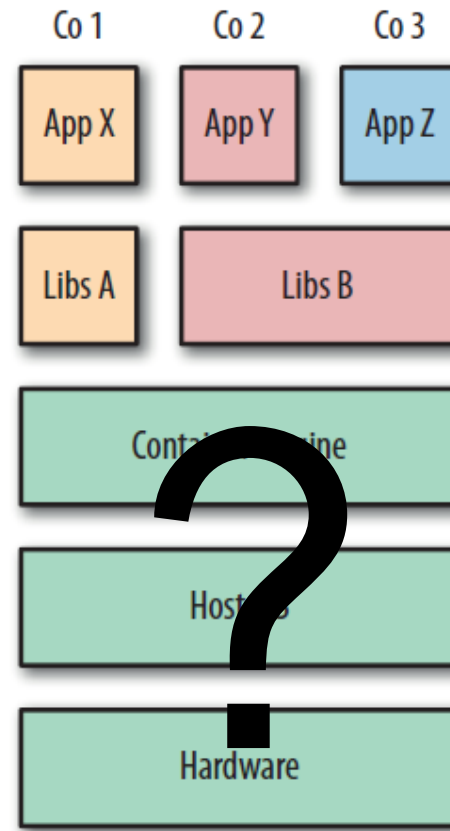 Co 1 Co 2 Co 3
App X App Y App Z
Libs A Libs B
?
Hardware